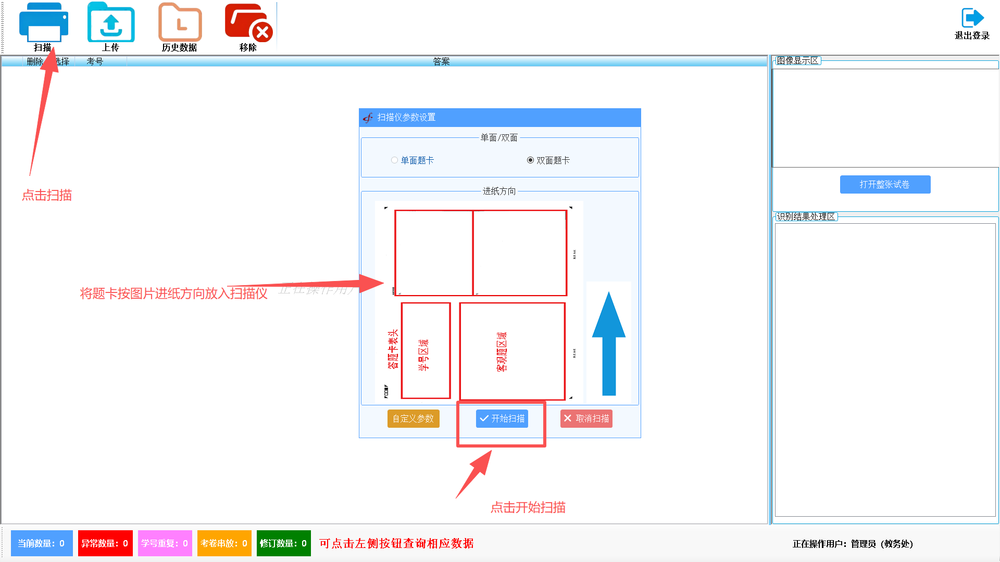 扫描
上传
历史数据
移除
退出登录
删除 选择 考号 答案
图像显示区
扫描仪参数设置
单面/双面
单面题卡 双面题卡
打开整张试卷
进纸方向
点击扫描
识别结果处理区
将题卡按图片进纸方向放入扫描仪
正在操作用户
答题卡表头
学号区域
客观题区域
自定义参数
开始扫描
取消扫描
点击开始扫描
当前数量：0
异常数量：0
学号重复：0
考卷串放：0
修订数量：0
可点击左侧按钮查询相应数据
正在操作用户：管理员（教务处）